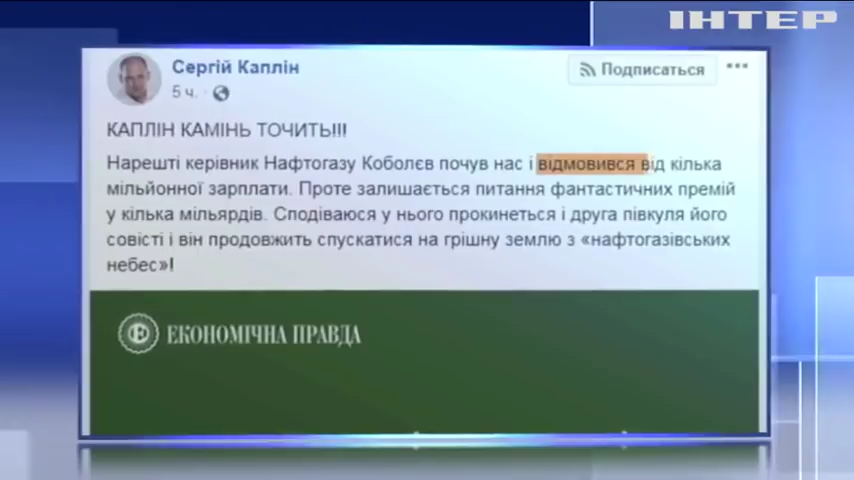 ІНТЕР
Сергій Каплін
Подписаться
5 ч.
КАПЛІН КАМІНЬ ТОЧИТЬ!!!
Нарешті керівник Нафтогазу Коболєв почув нас і відмовився від кілька
мільйонної зарплати. Проте залишається питання фантастичних премій
у кілька мільярдів. Сподіваюся у нього прокинеться і друга півкуля його
совісті і він продовжить спускатися на грішну землю з «нафтогазівських
небес»!
ЕКОНОМІЧНА ПРАВДА